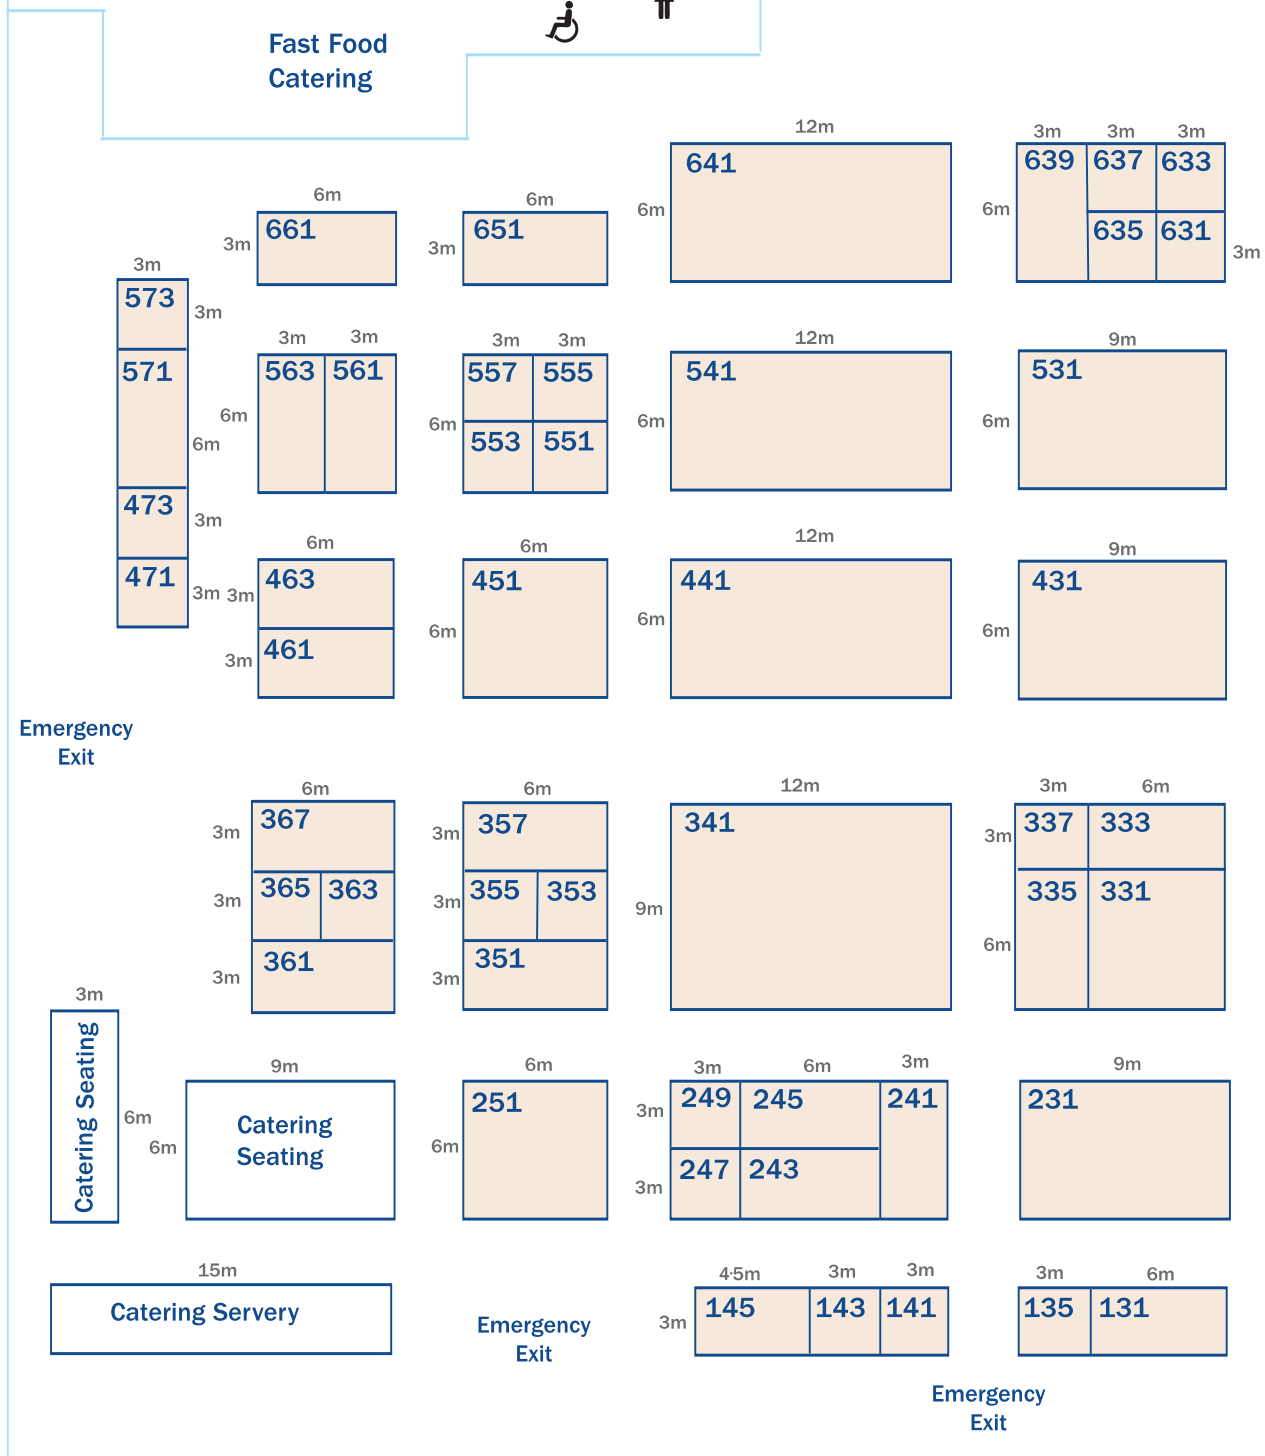 Fast Food
Catering
12m
3m 3m 3m
641
639 637 633
6m 6m
6m 3m
635 631
3m
661 651
3m 3m
3m
573
3m
3m 3m 3m 3m 12m 9m
571 563 561 557 555 541 531
6m 6m 6m 6m
6m
553 551
473
3m
6m 6m 12m 9m
471
3m 3m
463 451 441 431
6m 6m 6m
461
3m
Emergency
Exit
6m 6m 12m 3m 6m
367 357 341 337 333
3m 3m 3m
365 363 355 353 335 331
3m 3m 9m 6m
361 351
3m 3m
3m
Catering Seating
6m
9m 6m 3m 6m 3m 9m
Catering
Seating
6m
251
6m
249 245 241
3m
247 243
3m
231
15m
Catering Servery
Emergency
Exit
4·5m 3m 3m 3m 6m
145 143 141 135 131
3m
Emergency
Exit